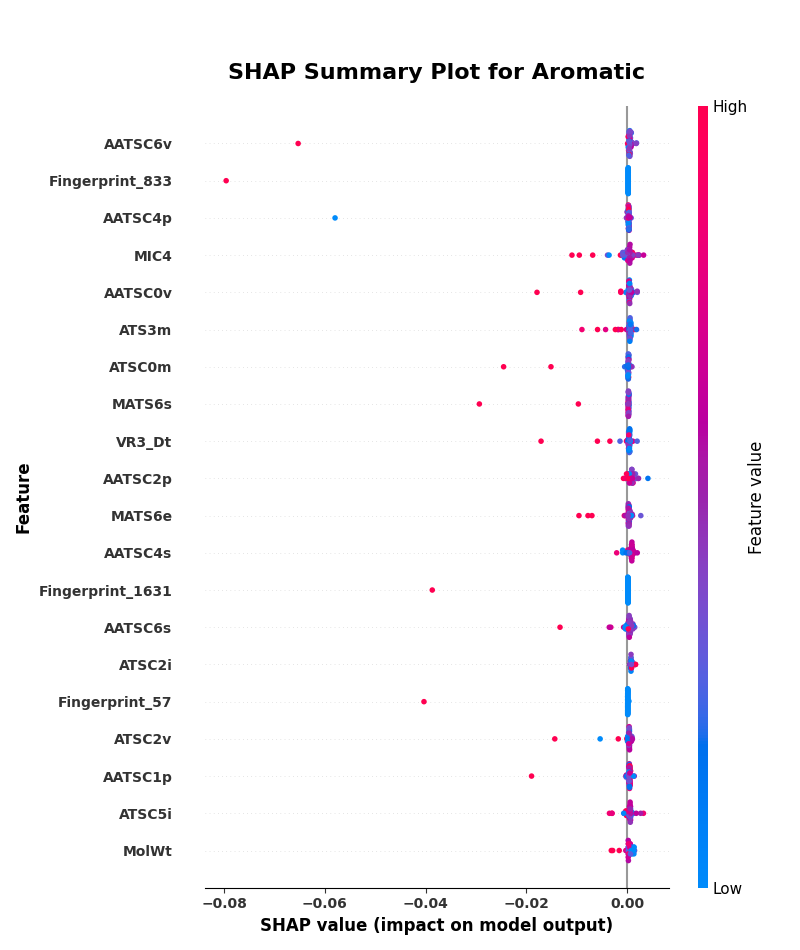 SHAP Summary Plot for Aromatic
High
AATSC6v
Fingerprint_833
AATSC4p
MIC4
AATSC0v
ATS3m
ATSC0m
MATS6s
VR3_Dt
AATSC2p
MATS6e
AATSC4s
Fingerprint_1631
AATSC6s
ATSC2i
Fingerprint_57
ATSC2v
AATSC1p
ATSC5i
MolWt
Feature
Feature value
Low
−0.08 −0.06 −0.04 −0.02 0.00
SHAP value (impact on model output)